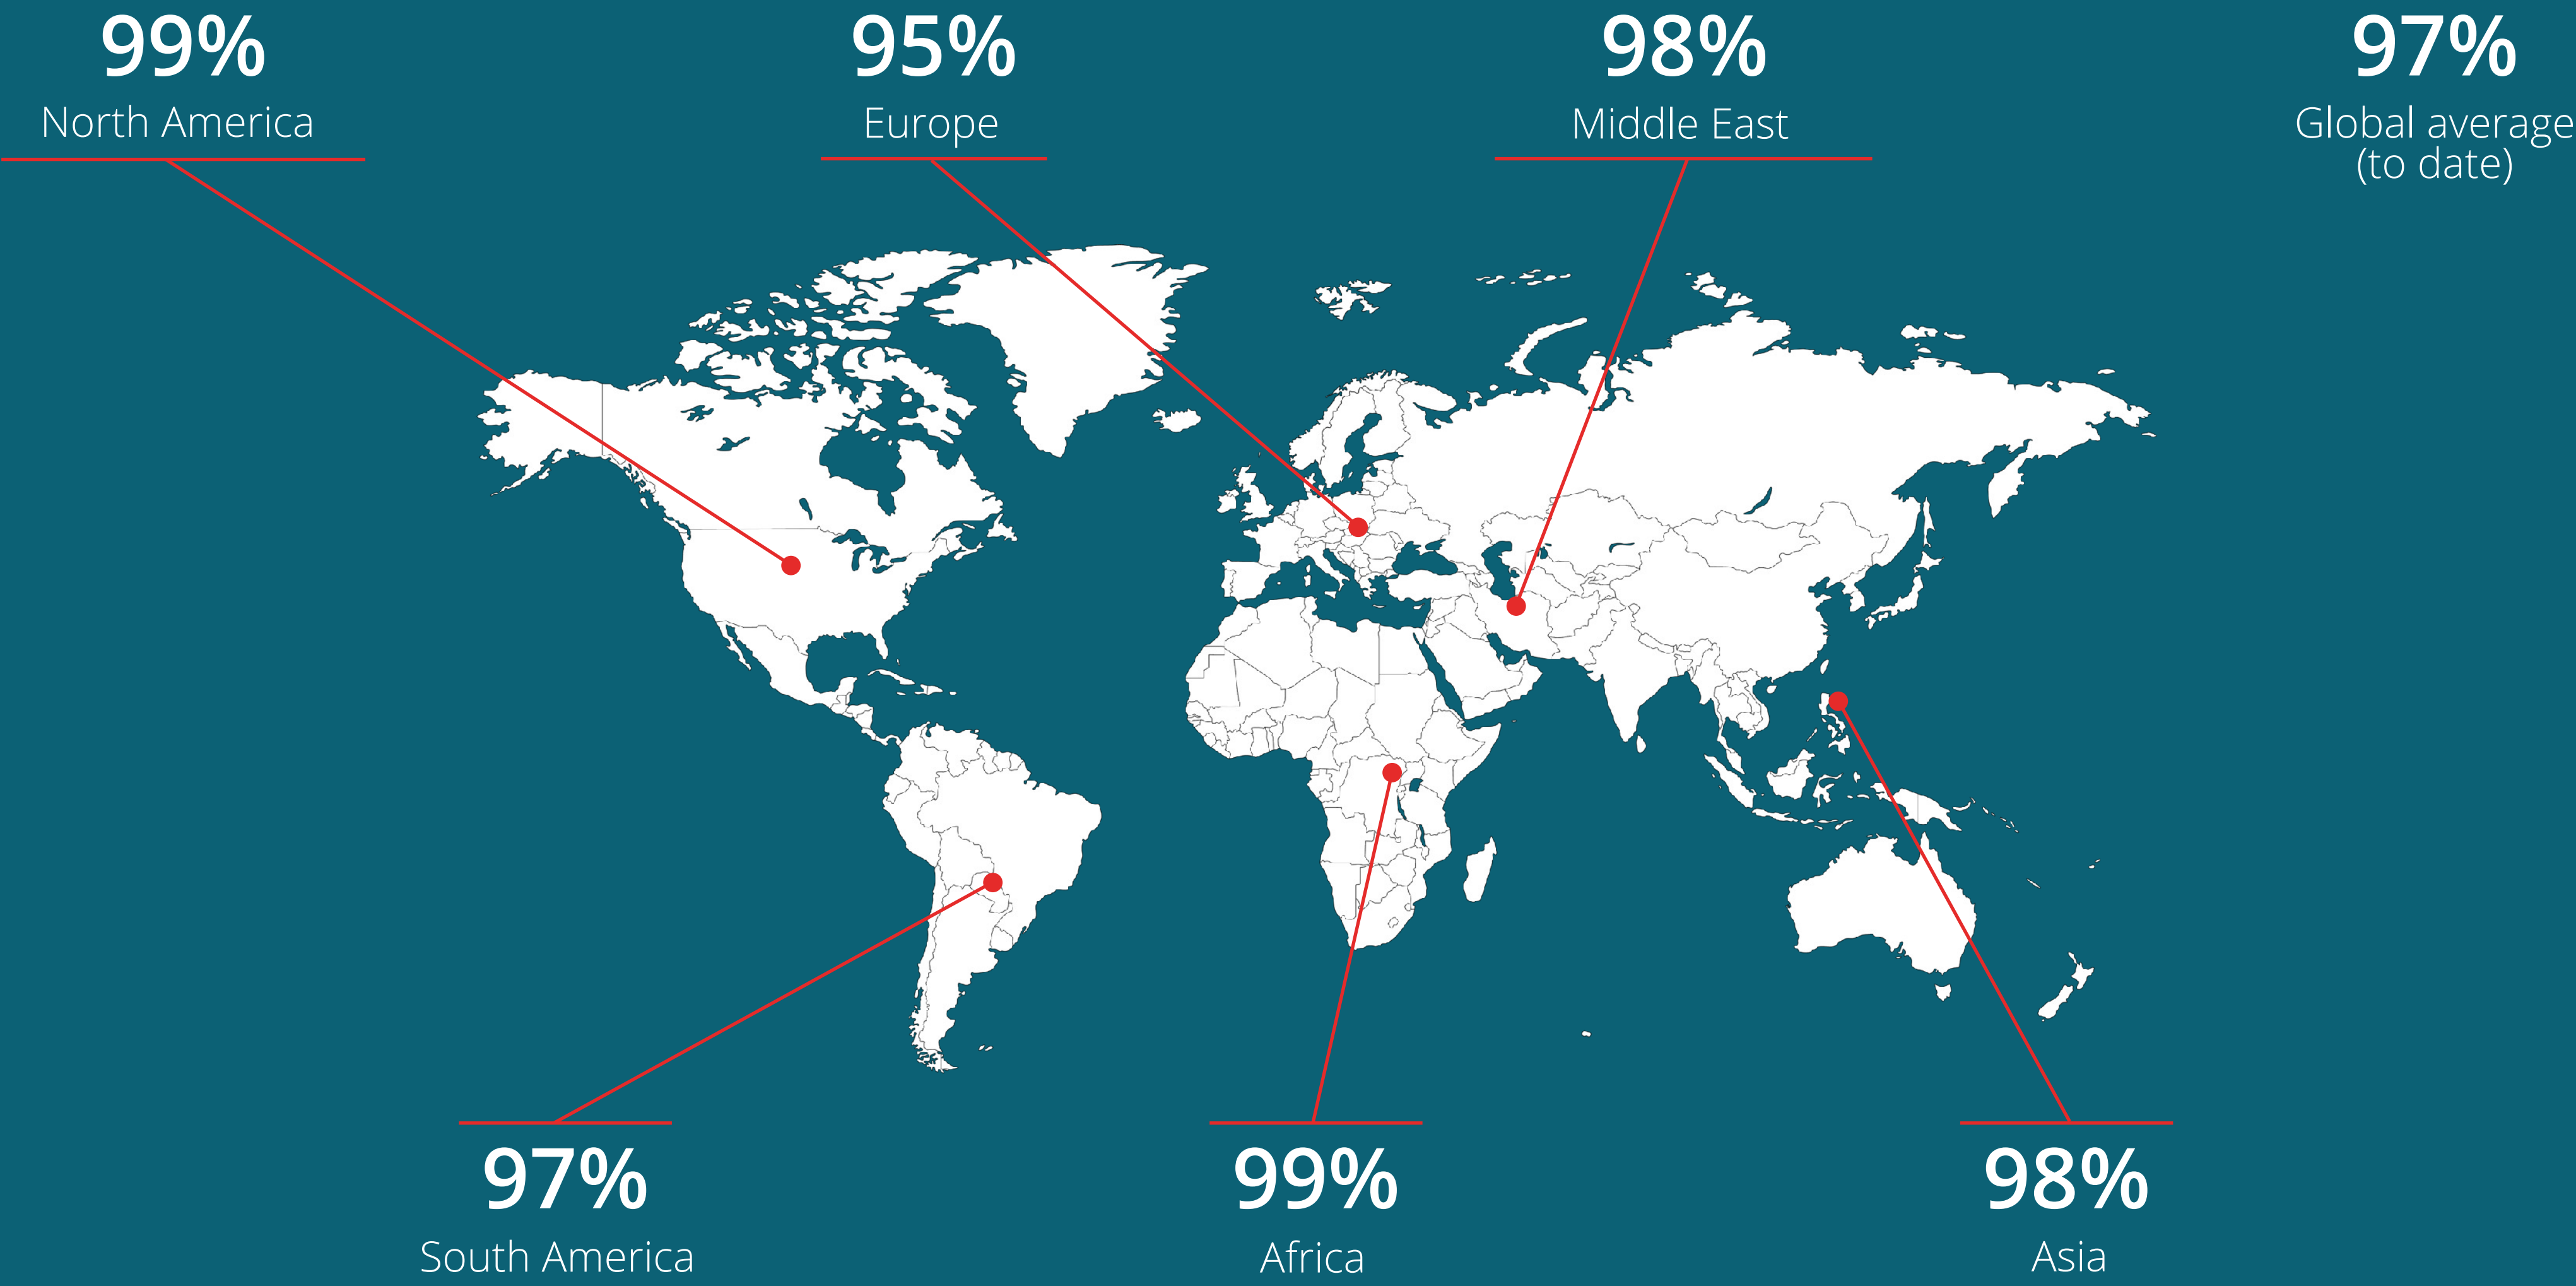 99%
North America
95%
Europe
98%
Middle East
97%
Global average
(to date)
97%
South America
99%
Africa
98%
Asia